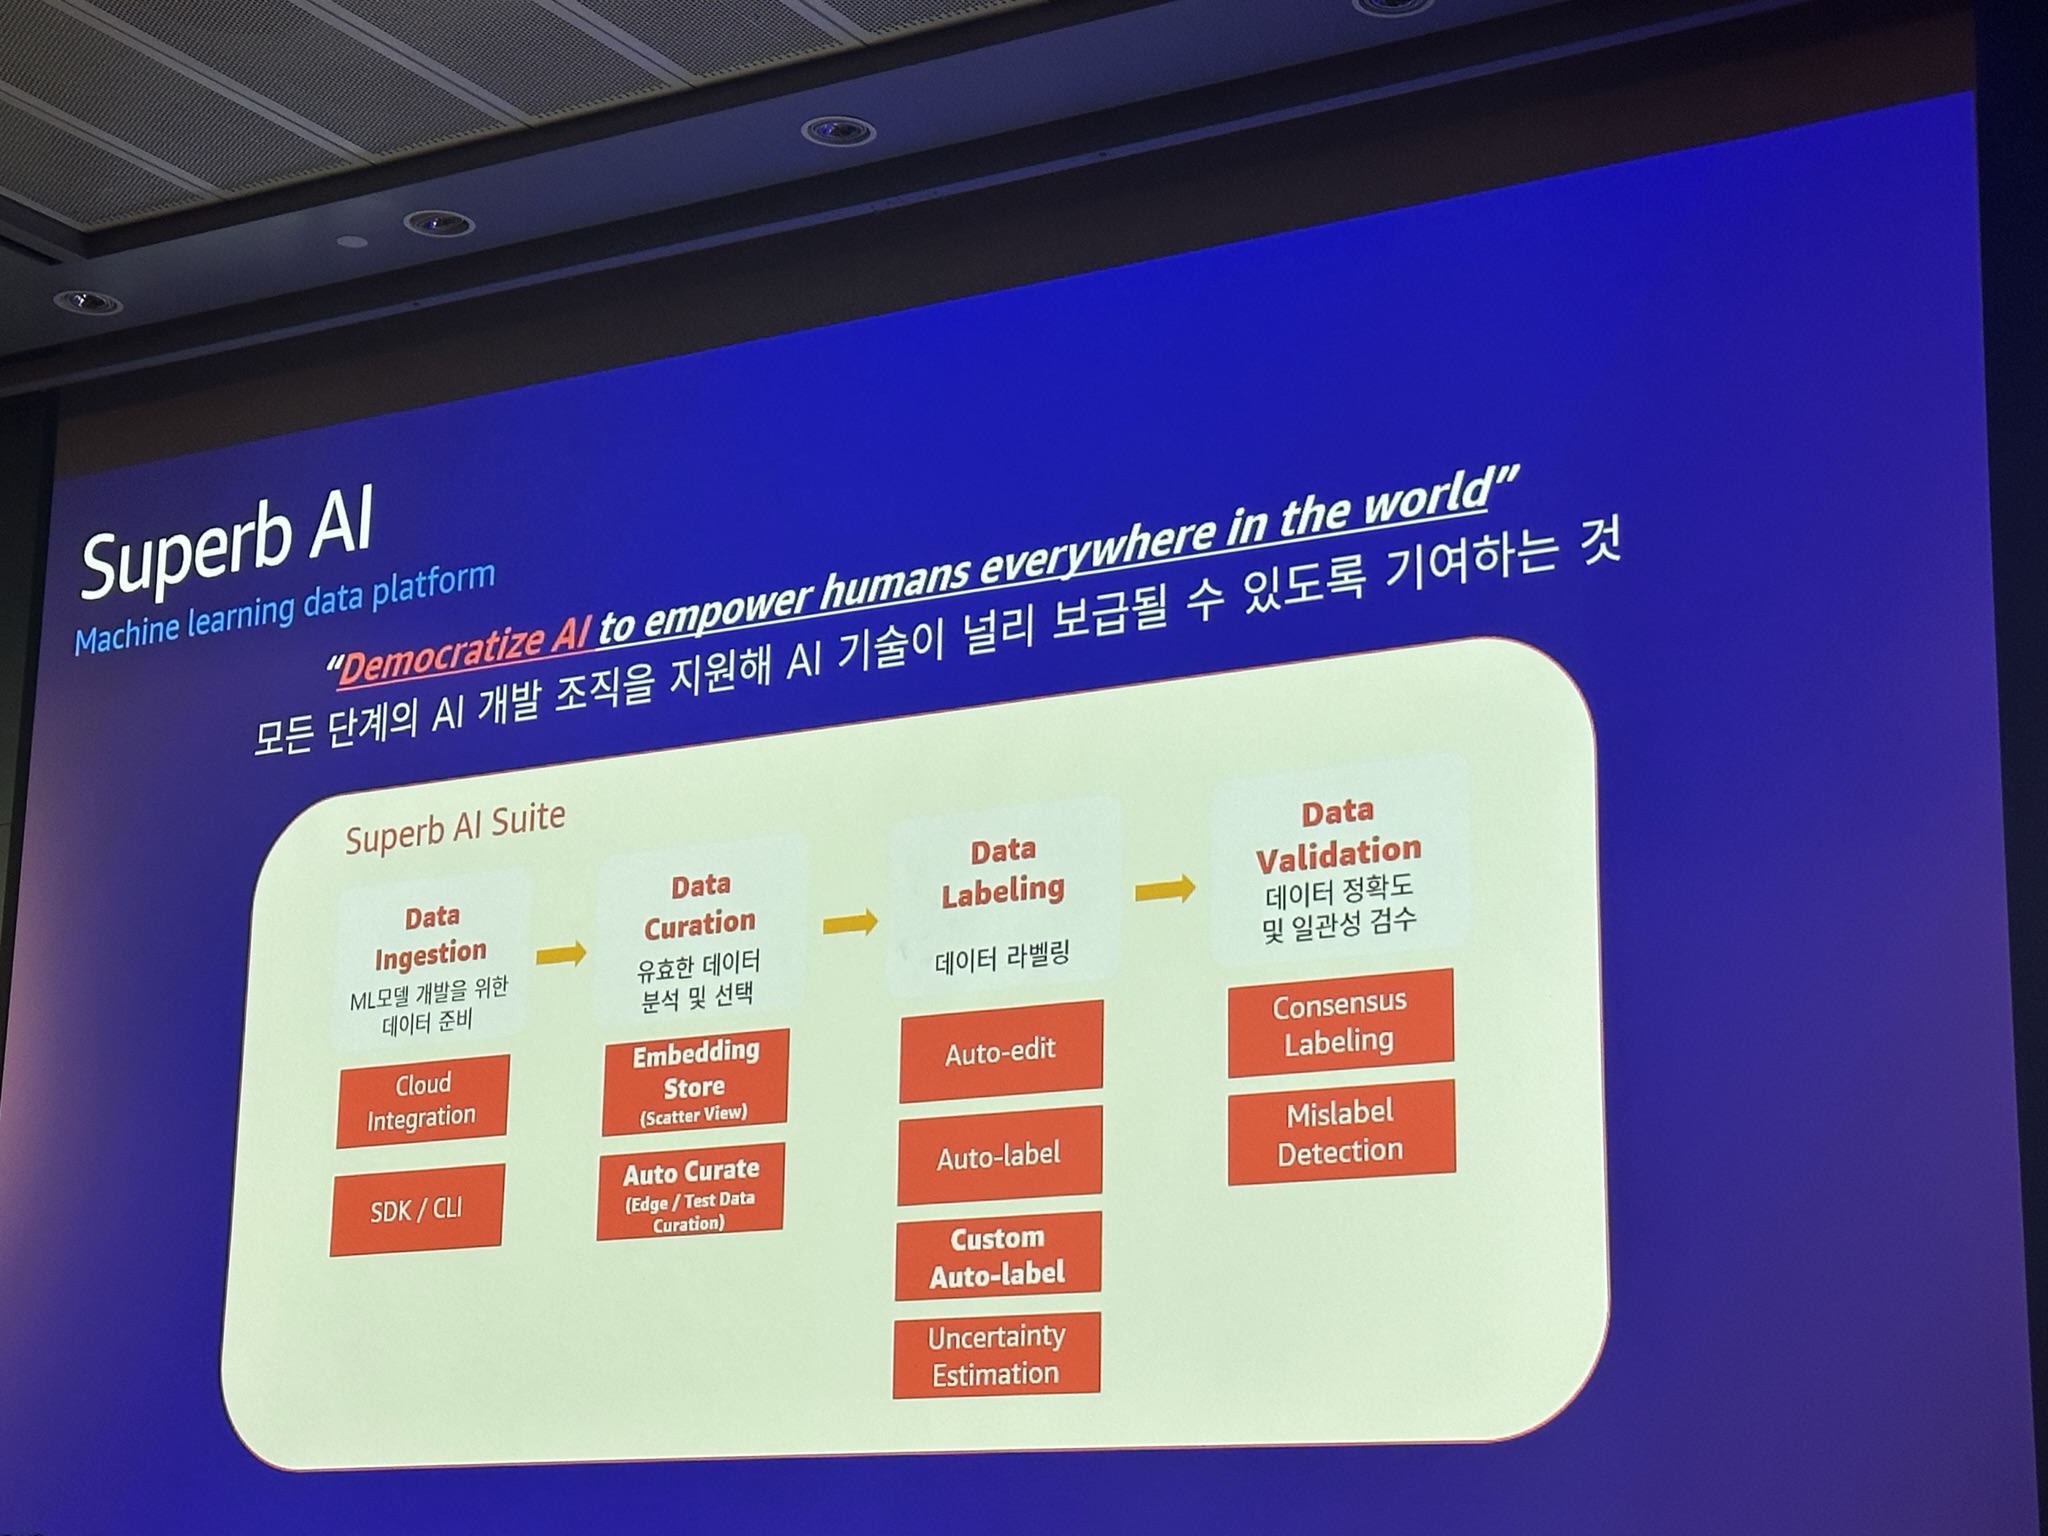 Superb AI
Machine learning data platform
“Democratize AI to empower humans everywhere in the world”
모든 단계의 AI 개발 조직을 지원해 AI 기술이 널리 보급될 수 있도록 기여하는 것
Superb AI Suite
Data
Ingestion
ML모델 개발을 위한
데이터 준비
Cloud
Integration
SDK / CLI
Data
Curation
유효한 데이터
분석 및 선택
Embedding
Store
(Scatter View)
Auto Curate
(Edge / Test Data
Curation)
Data
Labeling
데이터 라벨링
Auto-edit
Auto-label
Custom
Auto-label
Uncertainty
Estimation
Data
Validation
데이터 정확도
및 일관성 검수
Consensus
Labeling
Mislabel
Detection